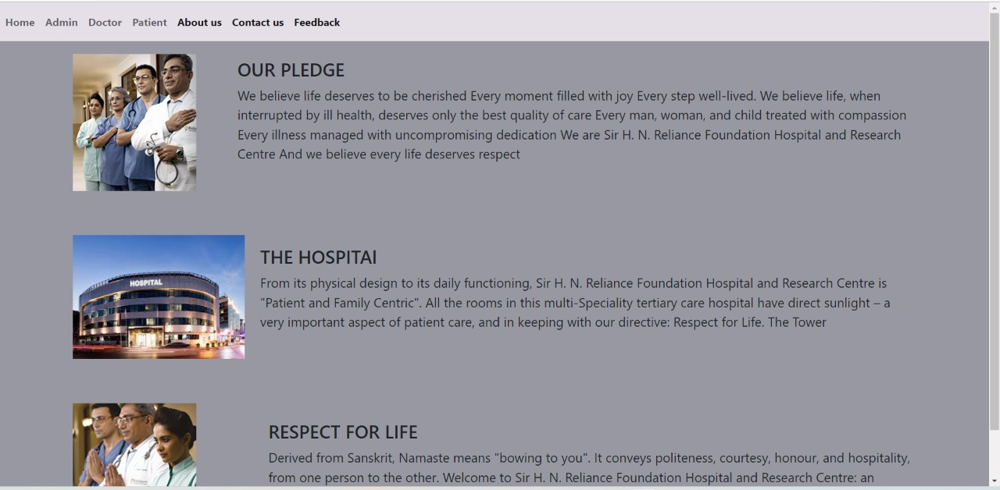 Home Admin Doctor Patient About us Contact us Feedback
OUR PLEDGE
We believe life deserves to be cherished Every moment filled with joy Every step well-lived. We believe life, when
interrupted by ill health, deserves only the best quality of care Every man, woman, and child treated with compassion
Every illness managed with uncompromising dedication We are Sir H. N. Reliance Foundation Hospital and Research
Centre And we believe every life deserves respect
HOSPITAL
THE HOSPITAl
From its physical design to its daily functioning, Sir H. N. Reliance Foundation Hospital and Research Centre is
"Patient and Family Centric". All the rooms in this multi-Speciality tertiary care hospital have direct sunlight – a
very important aspect of patient care, and in keeping with our directive: Respect for Life. The Tower
RESPECT FOR LIFE
Derived from Sanskrit, Namaste means "bowing to you". It conveys politeness, courtesy, honour, and hospitality,
from one person to the other. Welcome to Sir H. N. Reliance Foundation Hospital and Research Centre: an